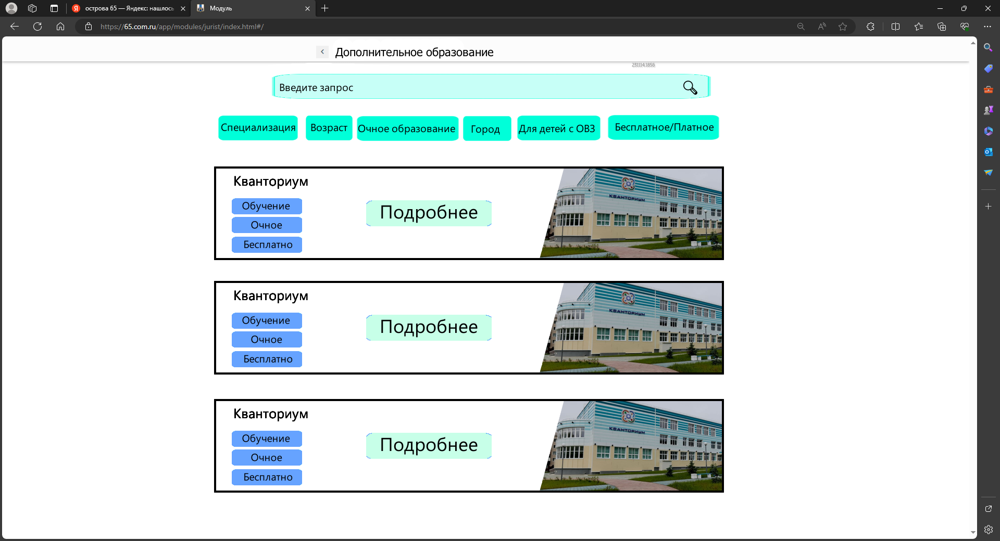 острова 65 — Яндекс: нашлось
Модуль
https://65.com.ru/app/modules/jurist/index.html#/
Дополнительное образование
231114.1856
Введите запрос
Специализация
Возраст
Очное образование
Город
Для детей с ОВЗ
Бесплатное/Платное
Кванториум
Обучение
Очное
Бесплатно
Подробнее
КВАНТОРИУМ
Кванториум
Обучение
Очное
Бесплатно
Подробнее
КВАНТОРИУМ
Кванториум
Обучение
Очное
Бесплатно
Подробнее
КВАНТОРИУМ